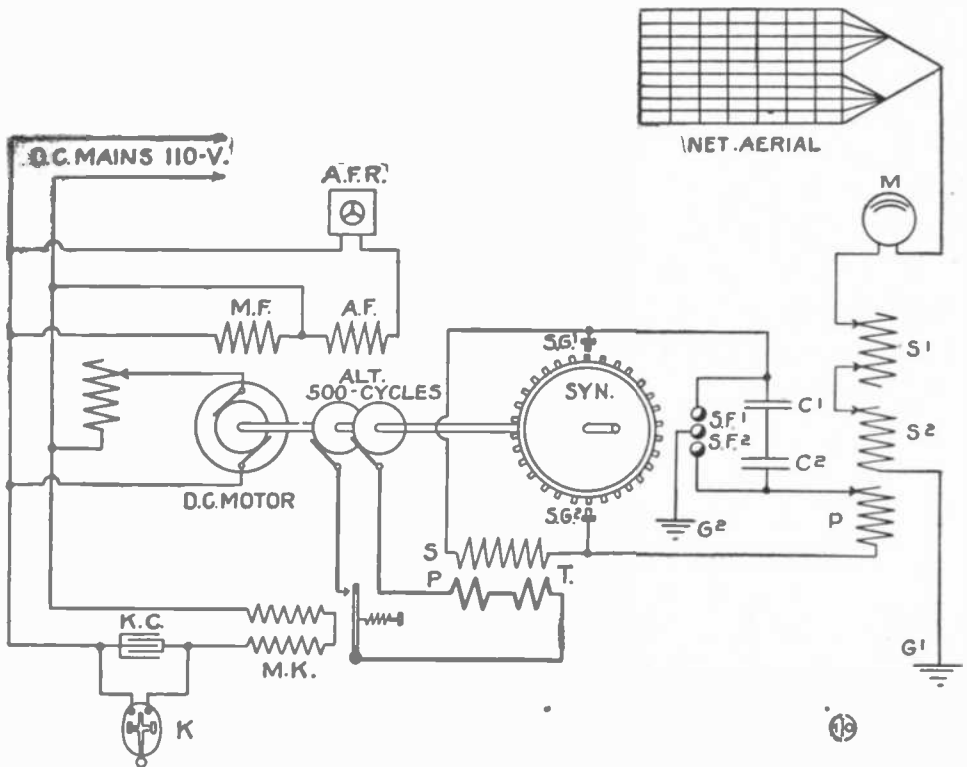 NET. AERIAL
D.C. MAINS 110-V.
A.F.R.
M
M.F.
A.F.
S1
S.G.1
ALT.
500-CYCLES
SYN.
C1
S.F.1
S.F.2
S2
C2
D.C. MOTOR
S.G.2
G2
P
S
P
T.
K.C.
M.K.
G1
K